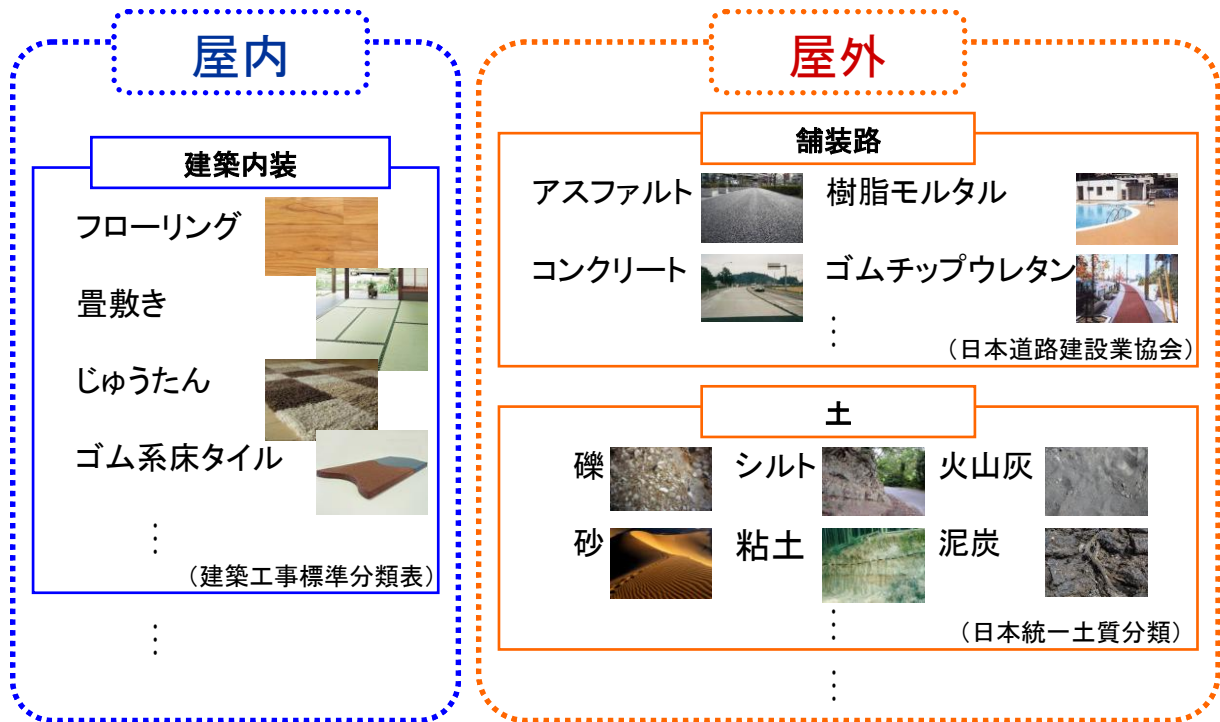 屋内
建築内装
フローリング
畳敷き
じゅうたん
ゴム系床タイル
⋮
（建築工事標準分類表）
⋮
屋外
舗装路
アスファルト 樹脂モルタル
コンクリート ゴムチップウレタン
⋮
（日本道路建設業協会）
土
礫 シルト 火山灰
砂 粘土 泥炭
⋮
（日本統一土質分類）
⋮